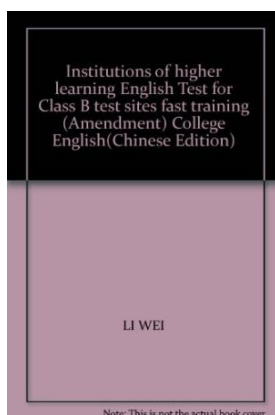 Institutions of higher
learning English Test for
Class B test sites fast training
(Amendment) College
English(Chinese Edition)
LI WEI
Note: This is not the actual book cover